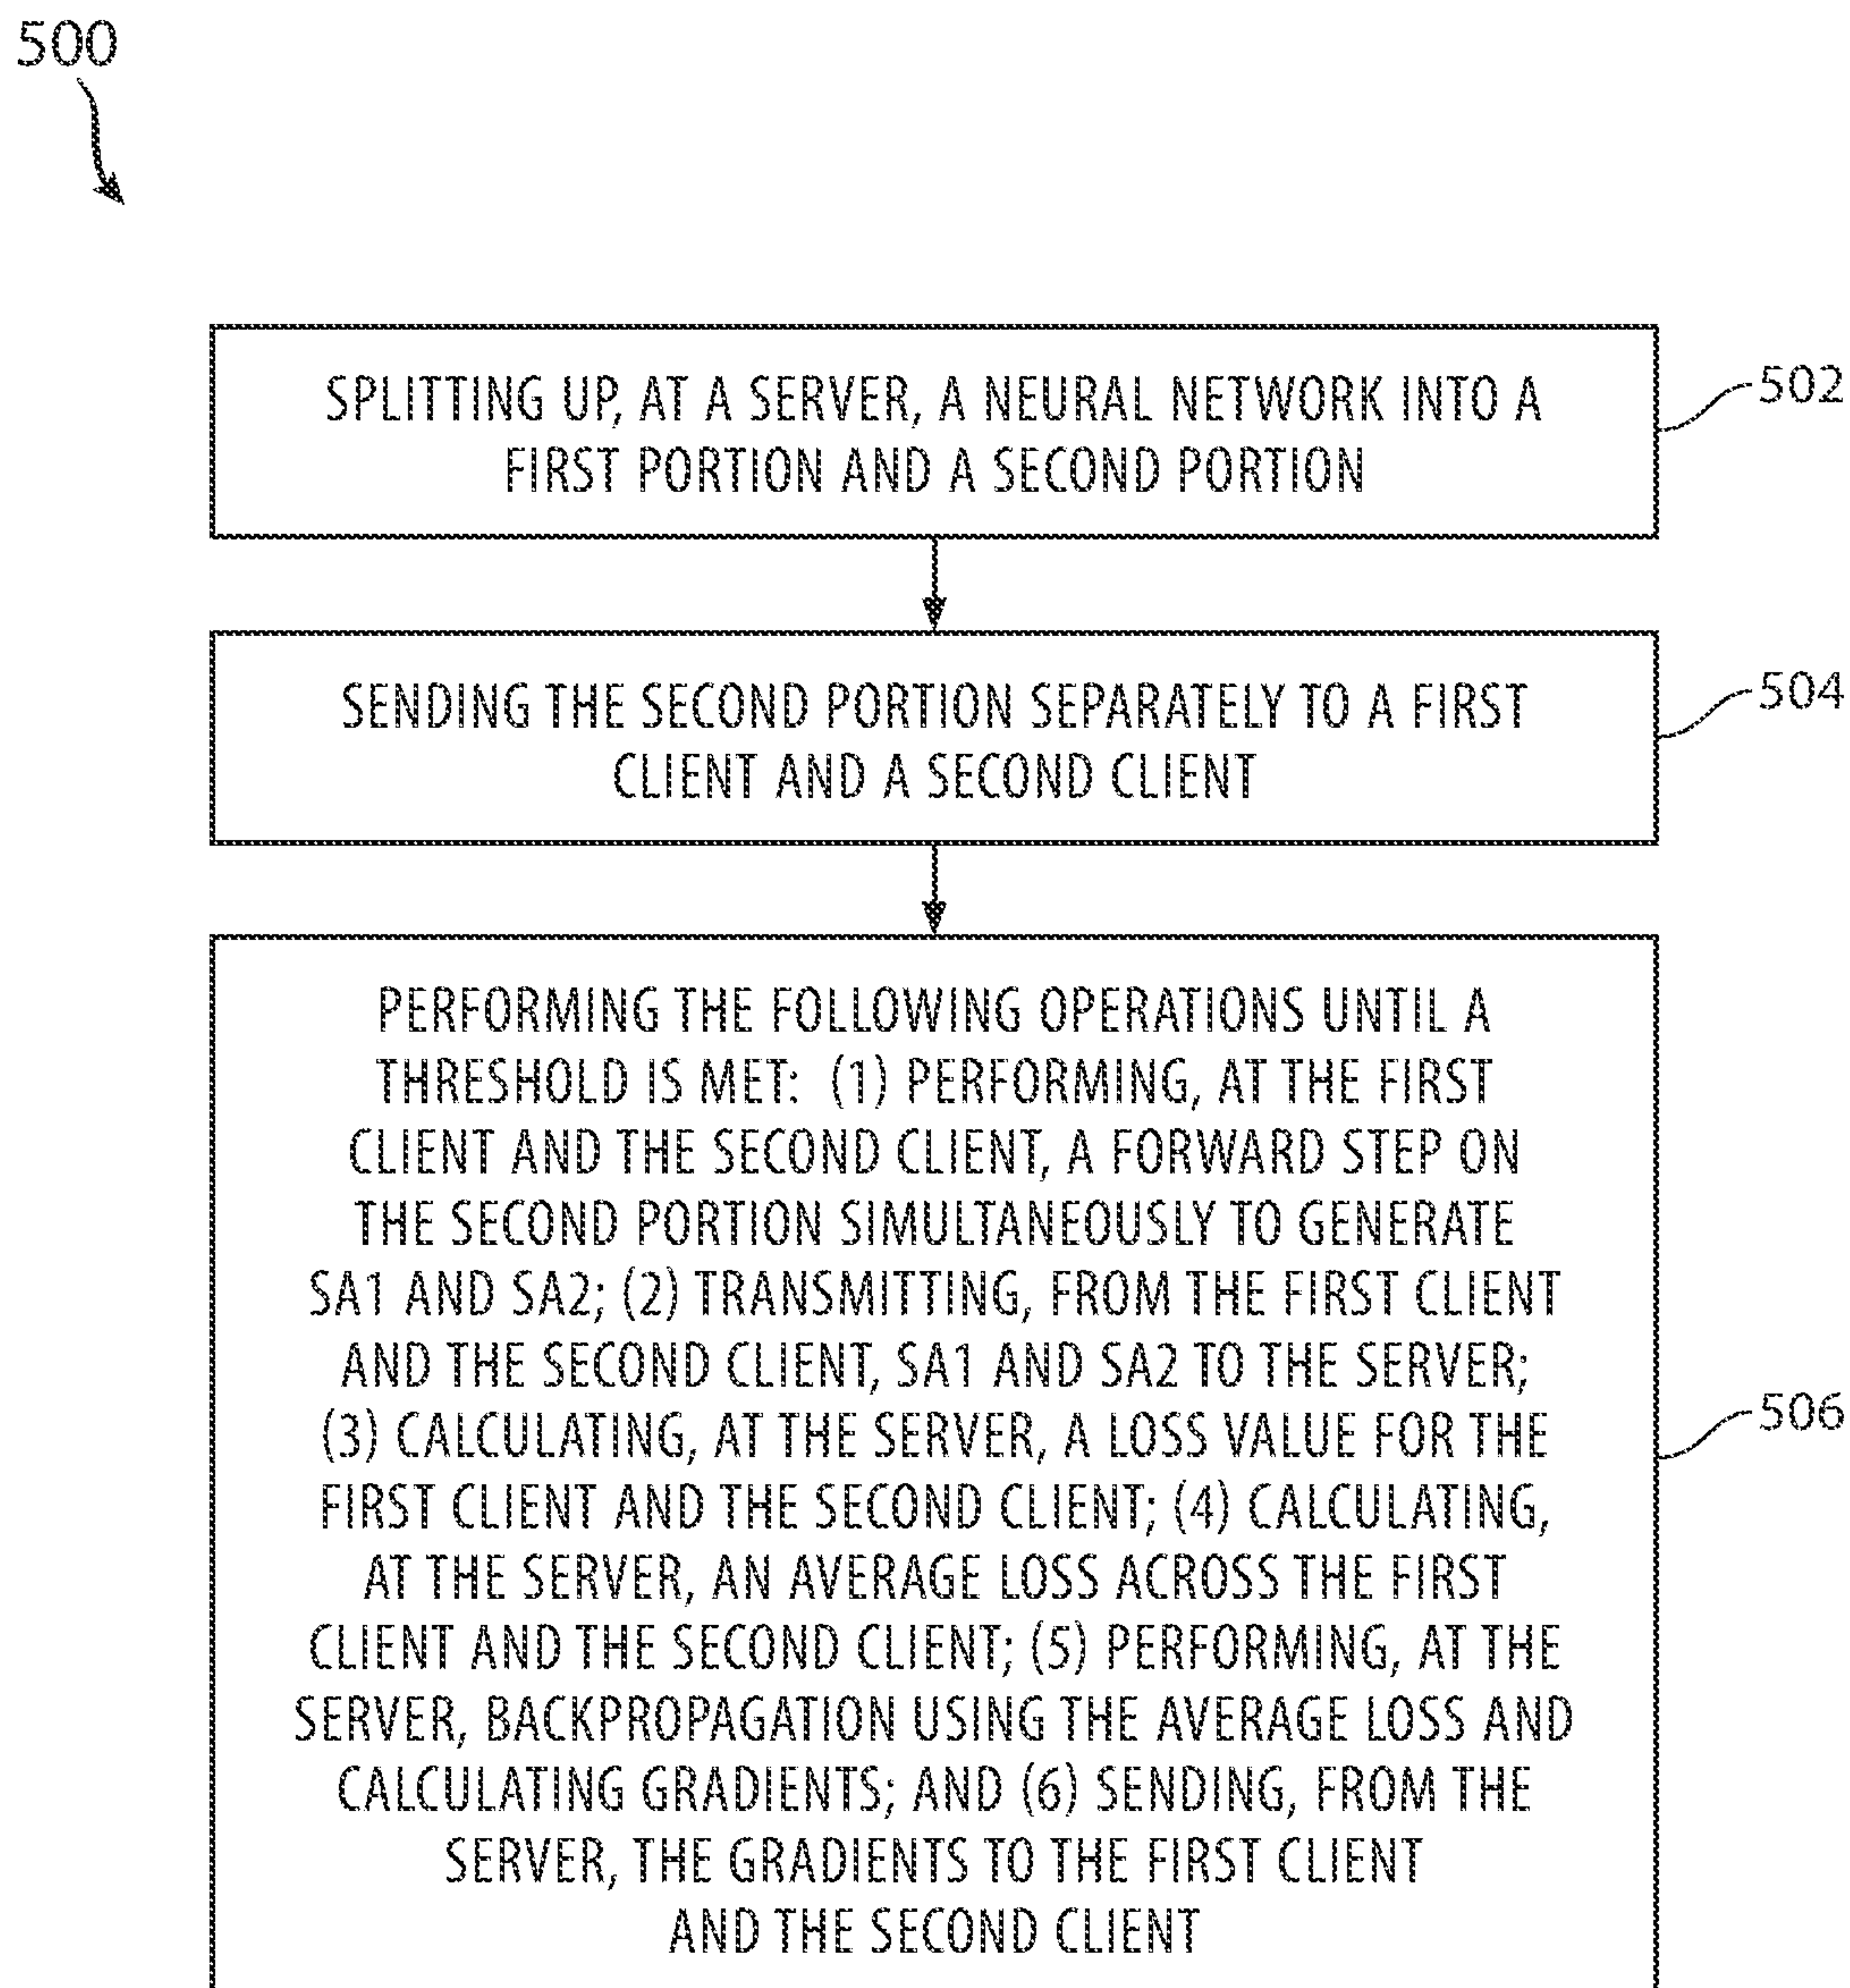 500
SPLITTING UP, AT A SERVER, A NEURAL NETWORK INTO A
FIRST PORTION AND A SECOND PORTION
502
SENDING THE SECOND PORTION SEPARATELY TO A FIRST
CLIENT AND A SECOND CLIENT
504
PERFORMING THE FOLLOWING OPERATIONS UNTIL A
THRESHOLD IS MET: (1) PERFORMING, AT THE FIRST
CLIENT AND THE SECOND CLIENT, A FORWARD STEP ON
THE SECOND PORTION SIMULTANEOUSLY TO GENERATE
SA1 AND SA2; (2) TRANSMITTING, FROM THE FIRST CLIENT
AND THE SECOND CLIENT, SA1 AND SA2 TO THE SERVER;
(3) CALCULATING, AT THE SERVER, A LOSS VALUE FOR THE
FIRST CLIENT AND THE SECOND CLIENT; (4) CALCULATING,
AT THE SERVER, AN AVERAGE LOSS ACROSS THE FIRST
CLIENT AND THE SECOND CLIENT; (5) PERFORMING, AT THE
SERVER, BACKPROPAGATION USING THE AVERAGE LOSS AND
CALCULATING GRADIENTS; AND (6) SENDING, FROM THE
SERVER, THE GRADIENTS TO THE FIRST CLIENT
AND THE SECOND CLIENT
506